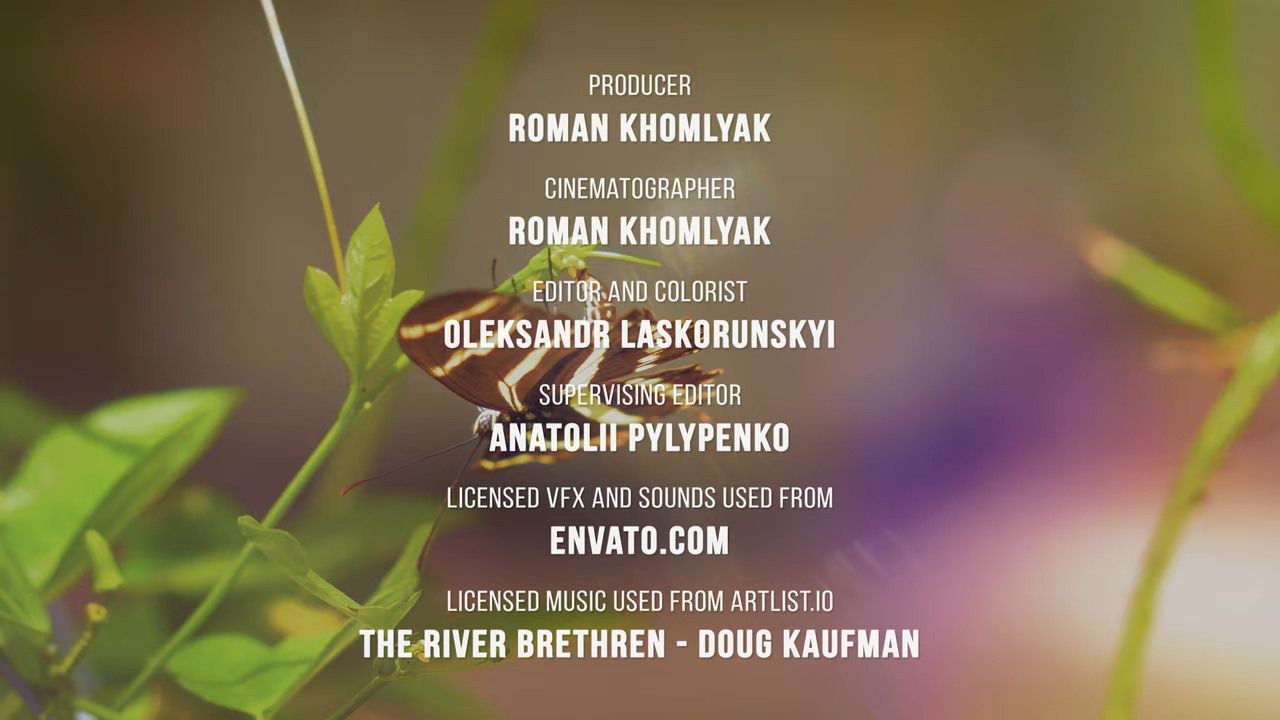 PRODUCER
ROMAN KHOMLYAK
CINEMATOGRAPHER
ROMAN KHOMLYAK
EDITOR AND COLORIST
OLEKSANDR LASKORUNSKYI
SUPERVISING EDITOR
ANATOLII PYLYPENKO
LICENSED VFX AND SOUNDS USED FROM
ENVATO.COM
LICENSED MUSIC USED FROM ARTLIST.IO
THE RIVER BRETHREN - DOUG KAUFMAN